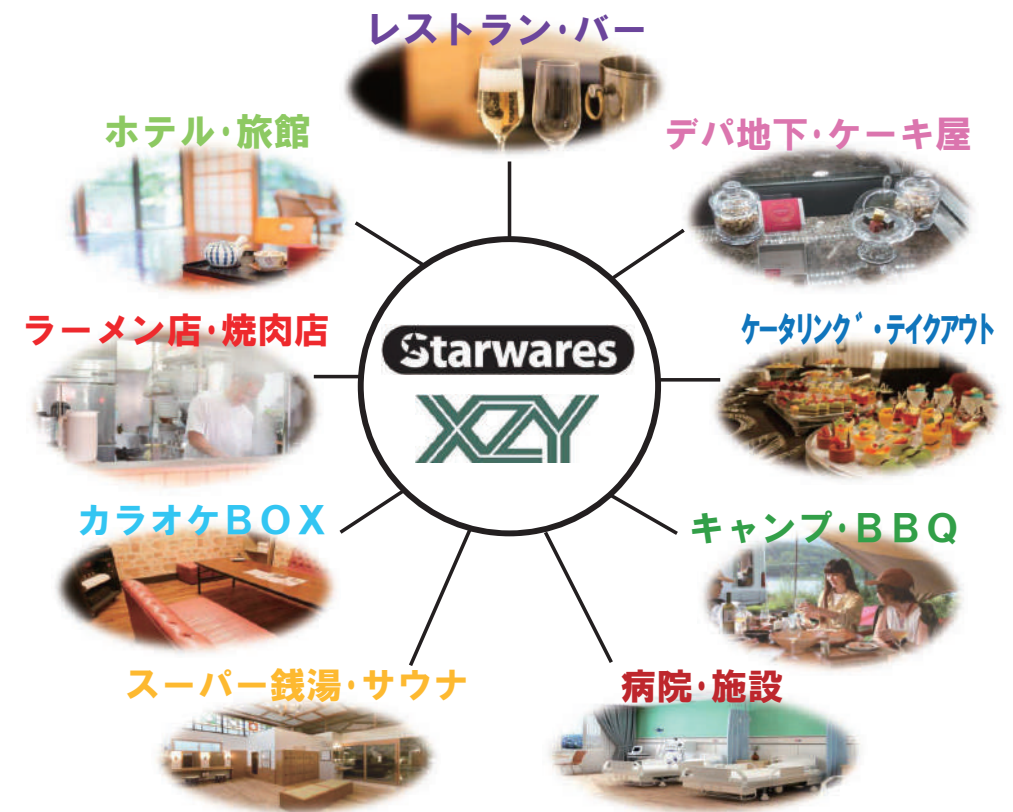 レストラン・バー
ホテル・旅館
デパ地下・ケーキ屋
ラーメン店・焼肉店
ケータリング・テイクアウト
Starwares
XZY
カラオケBOX
キャンプ・BBQ
スーパー銭湯・サウナ
病院・施設